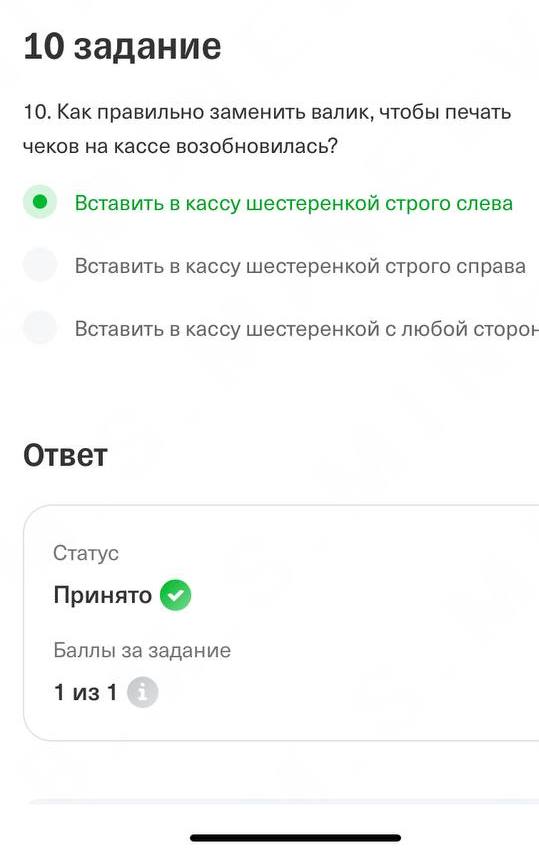 10 задание
10. Как правильно заменить валик, чтобы печать
чеков на кассе возобновилась?
Вставить в кассу шестеренкой строго слева
Вставить в кассу шестеренкой строго справа
Вставить в кассу шестеренкой с любой сторон
Ответ
Статус
Принято
Баллы за задание
1 из 1